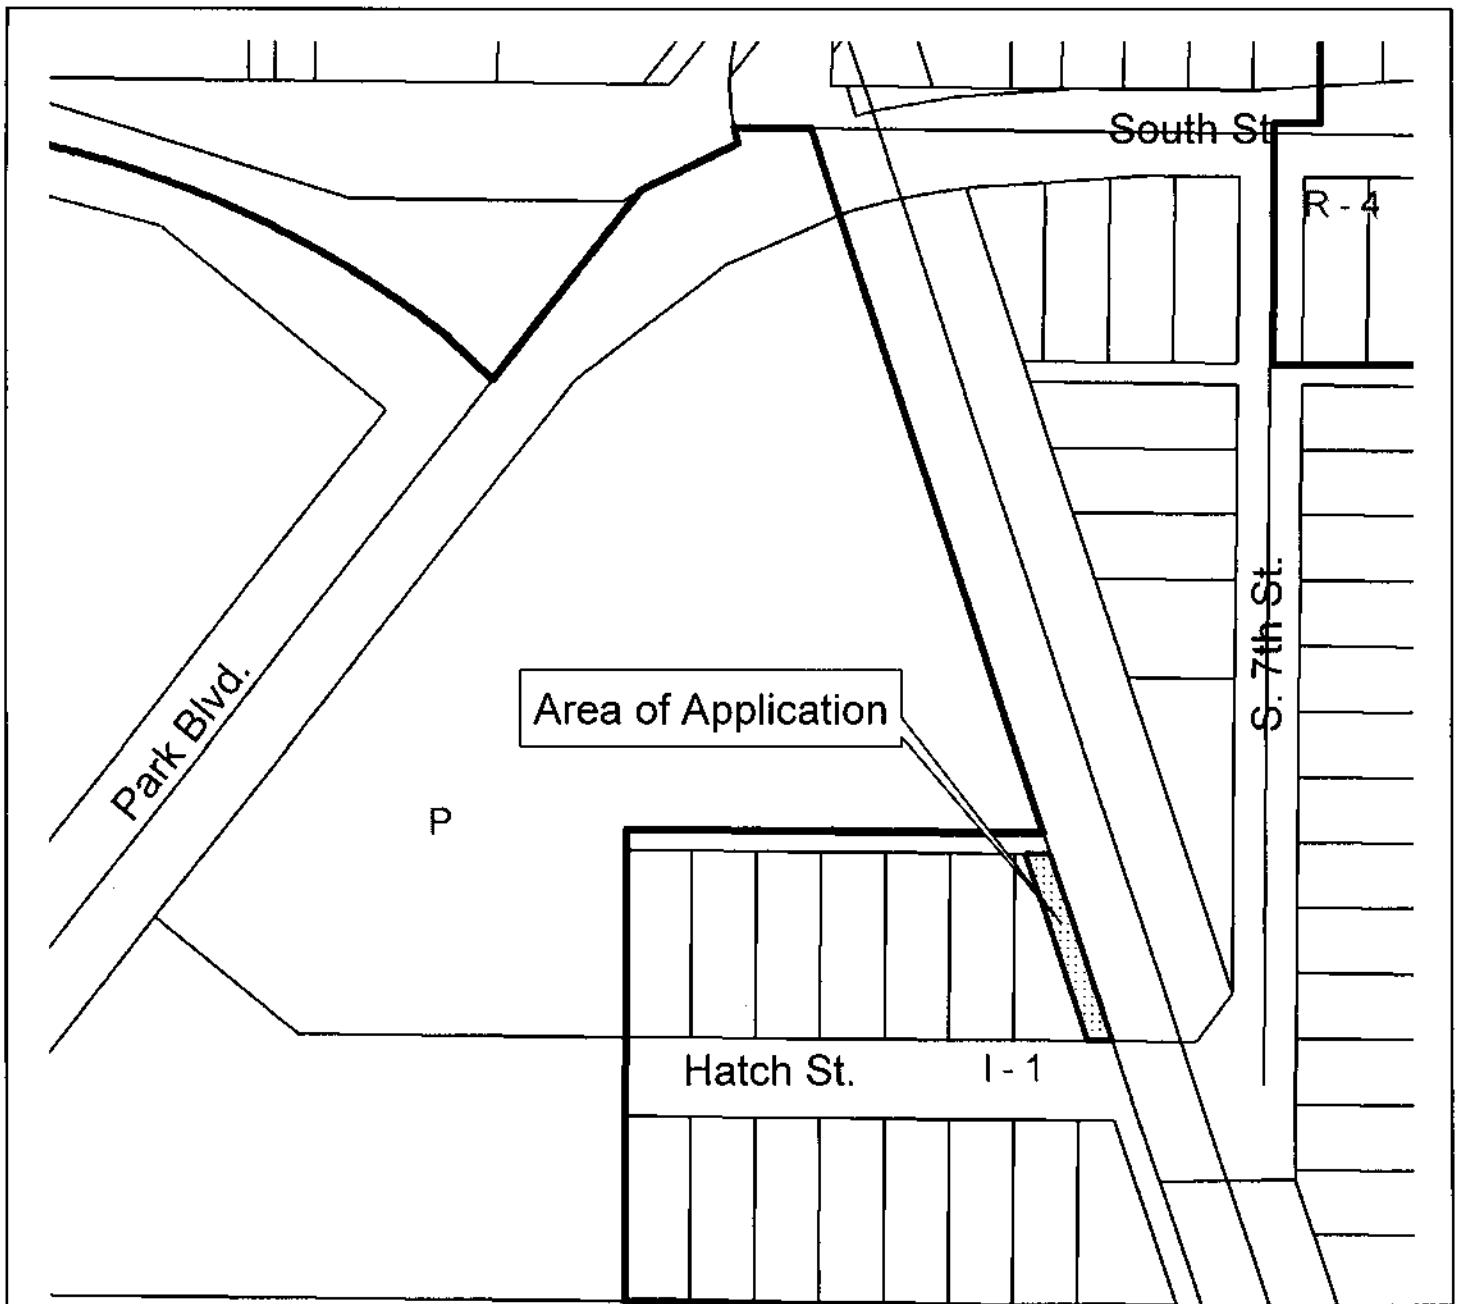 South St
R - 4
S. 7th St.
Area of Application
Park Blvd.
P
Hatch St.
I - 1